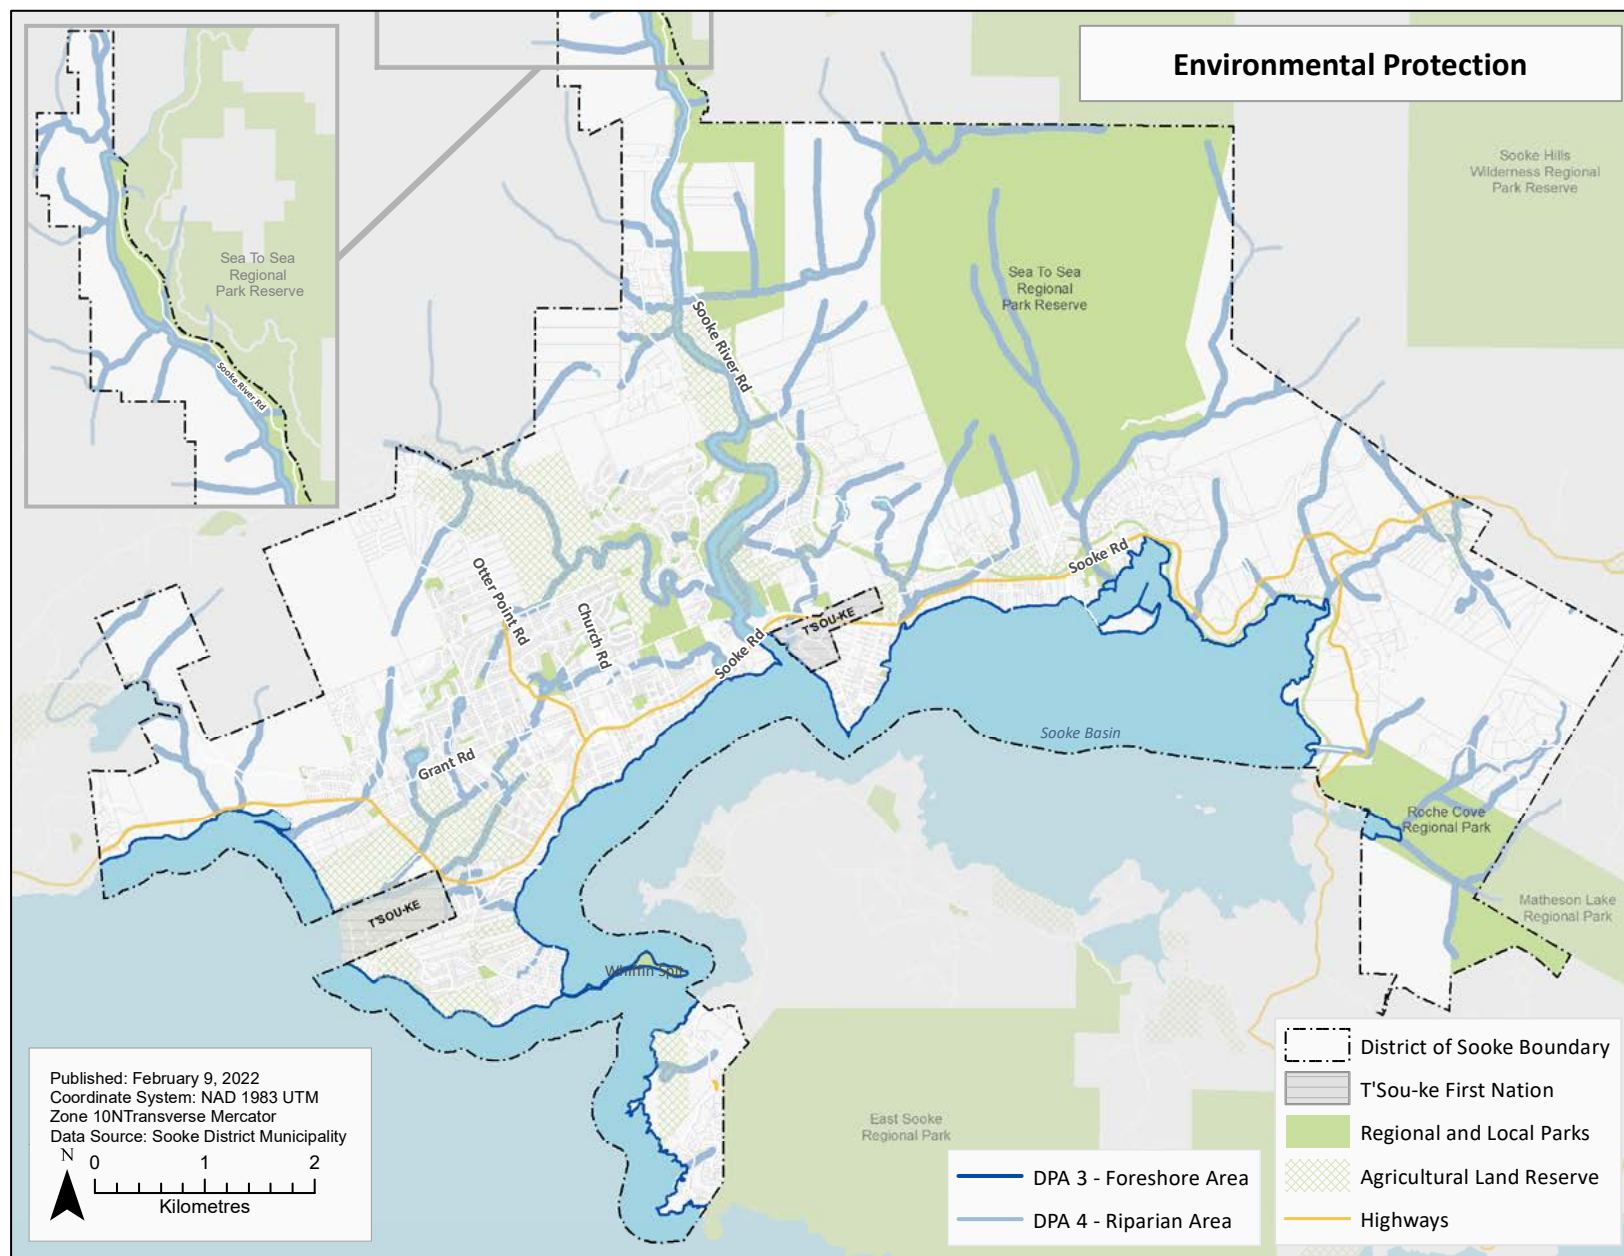 Environmental Protection
Sooke Hills
Wilderness Regional
Park Reserve
Sea To Sea
Regional
Park Reserve
Sooke River Rd
Sea To Sea
Regional
Park Reserve
Sooke River Rd
Otter Point Rd
Church Rd
Sooke Rd
Sooke Rd
T'SOU-KE
Grant Rd
Sooke Basin
Roche Cove
Regional Park
Matheson Lake
Regional Park
T'SOU-KE
Whiffin Spit
East Sooke
Regional Park
Published: February 9, 2022
Coordinate System: NAD 1983 UTM
Zone 10NTransverse Mercator
Data Source: Sooke District Municipality
N
0 1 2
Kilometres
DPA 3 - Foreshore Area
DPA 4 - Riparian Area
District of Sooke Boundary
T'Sou-ke First Nation
Regional and Local Parks
Agricultural Land Reserve
Highways